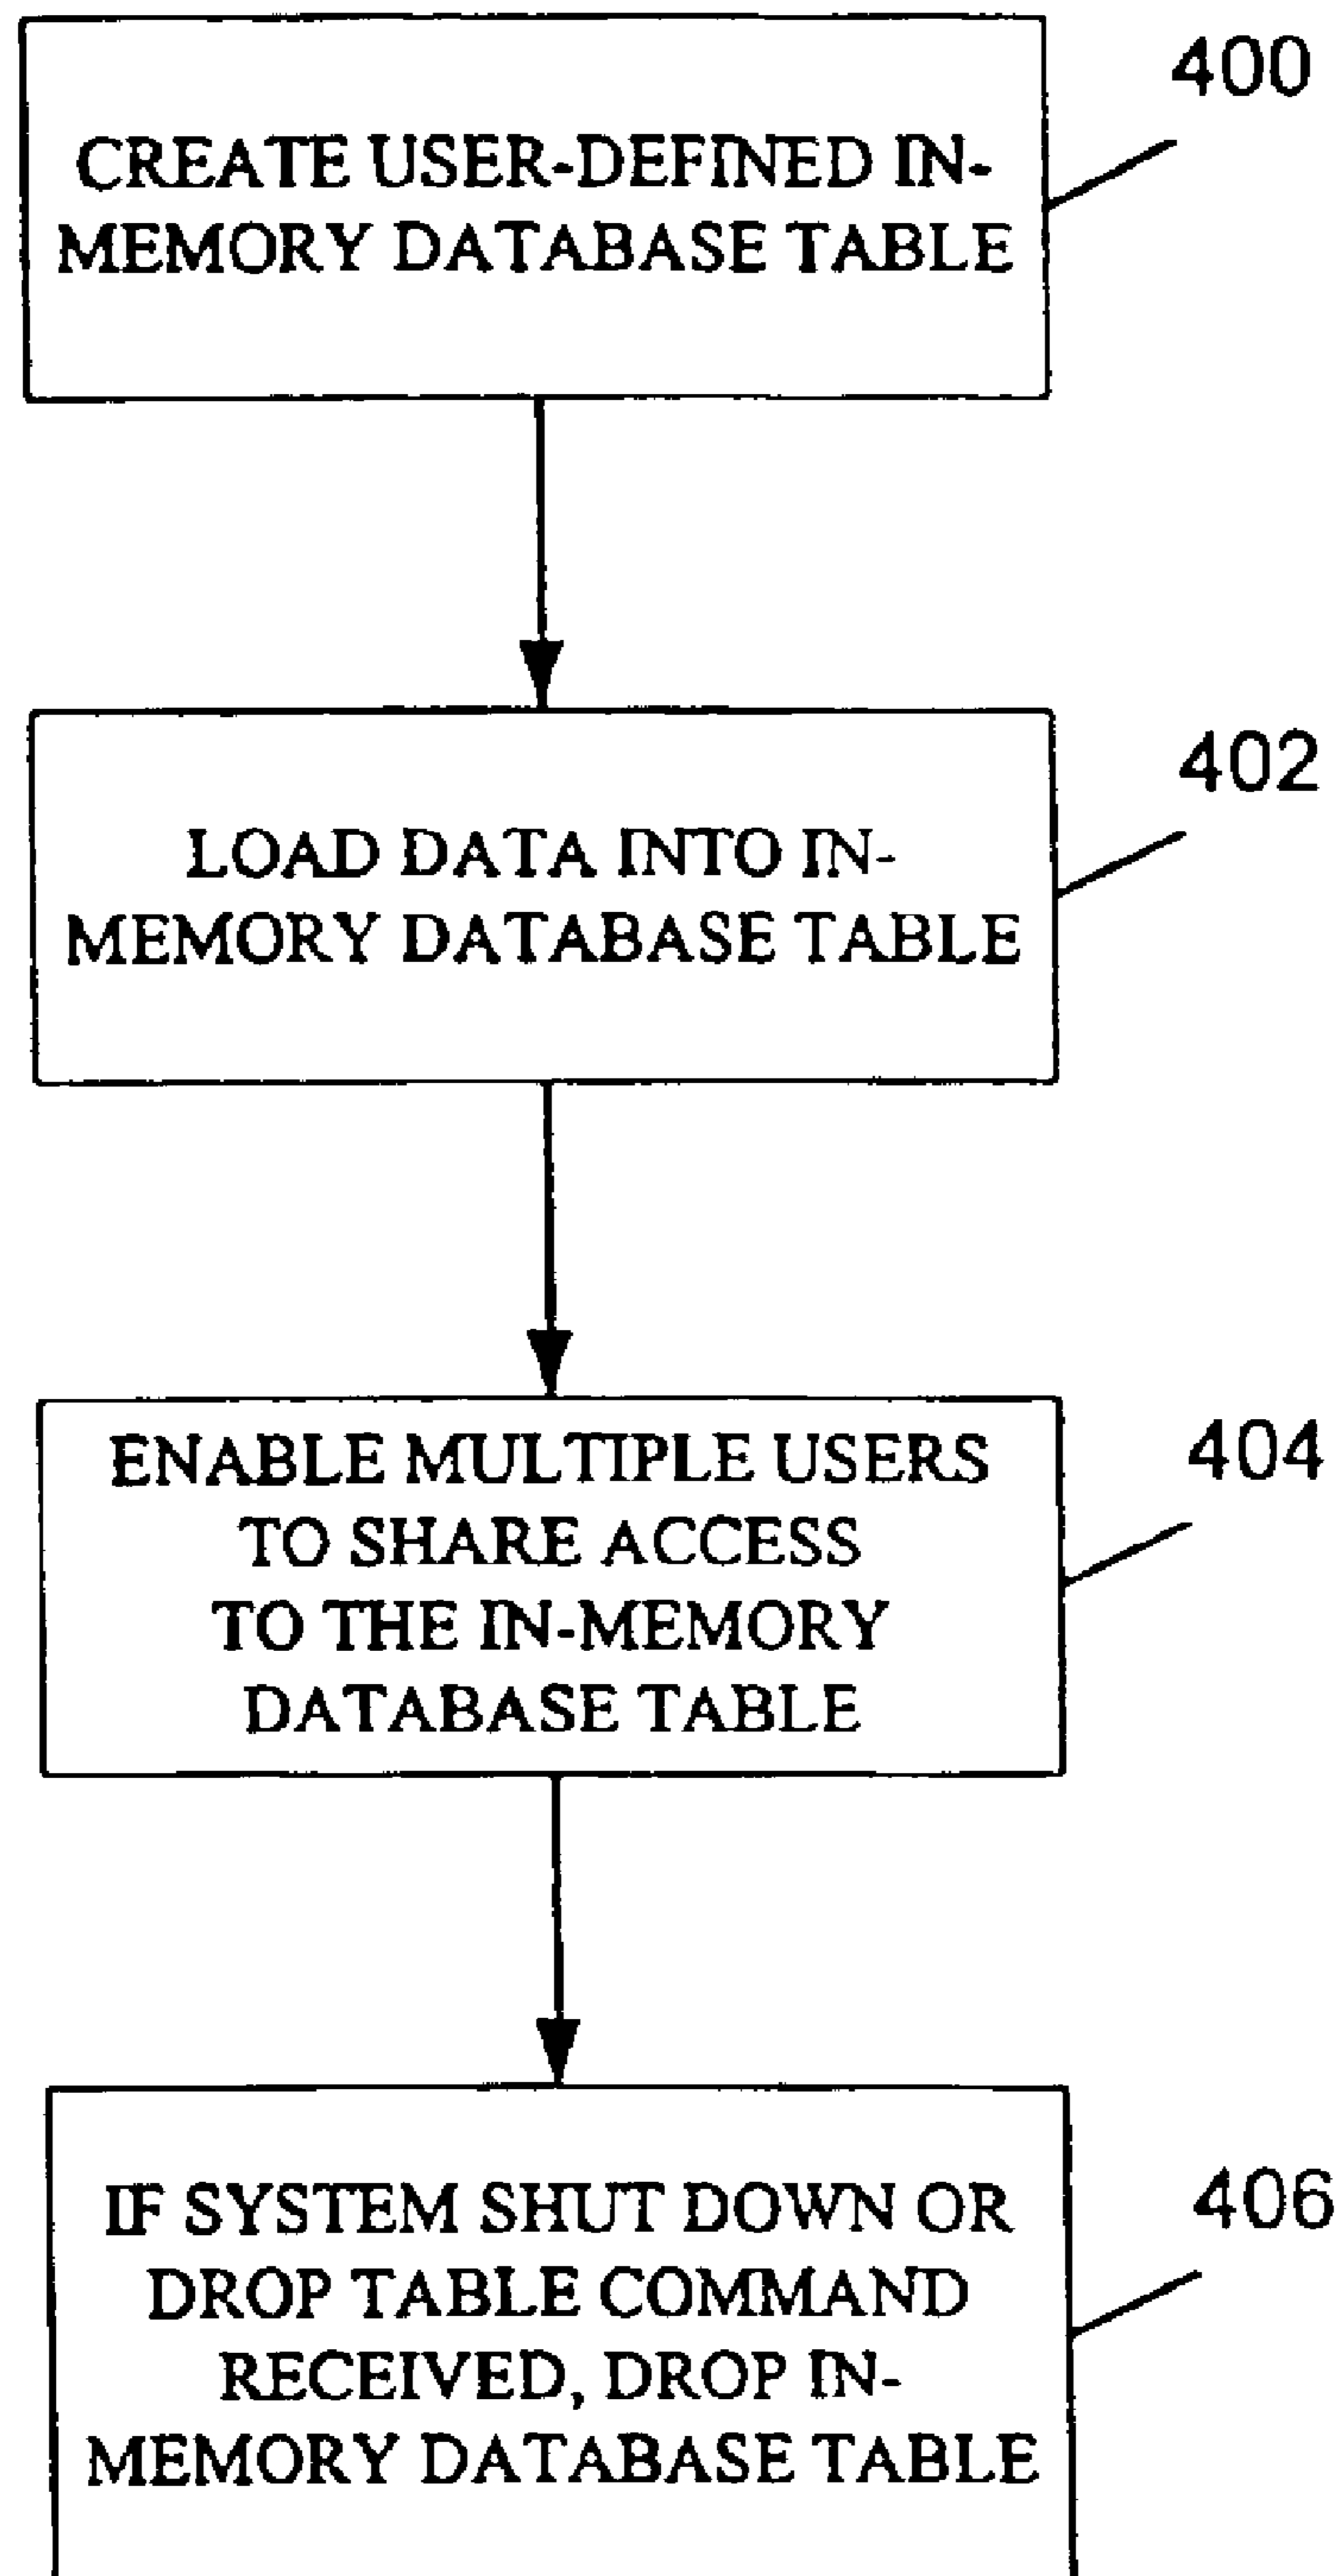 400
CREATE USER-DEFINED IN-
MEMORY DATABASE TABLE
402
LOAD DATA INTO IN-
MEMORY DATABASE TABLE
404
ENABLE MULTIPLE USERS
TO SHARE ACCESS
TO THE IN-MEMORY
DATABASE TABLE
406
IF SYSTEM SHUT DOWN OR
DROP TABLE COMMAND
RECEIVED, DROP IN-
MEMORY DATABASE TABLE